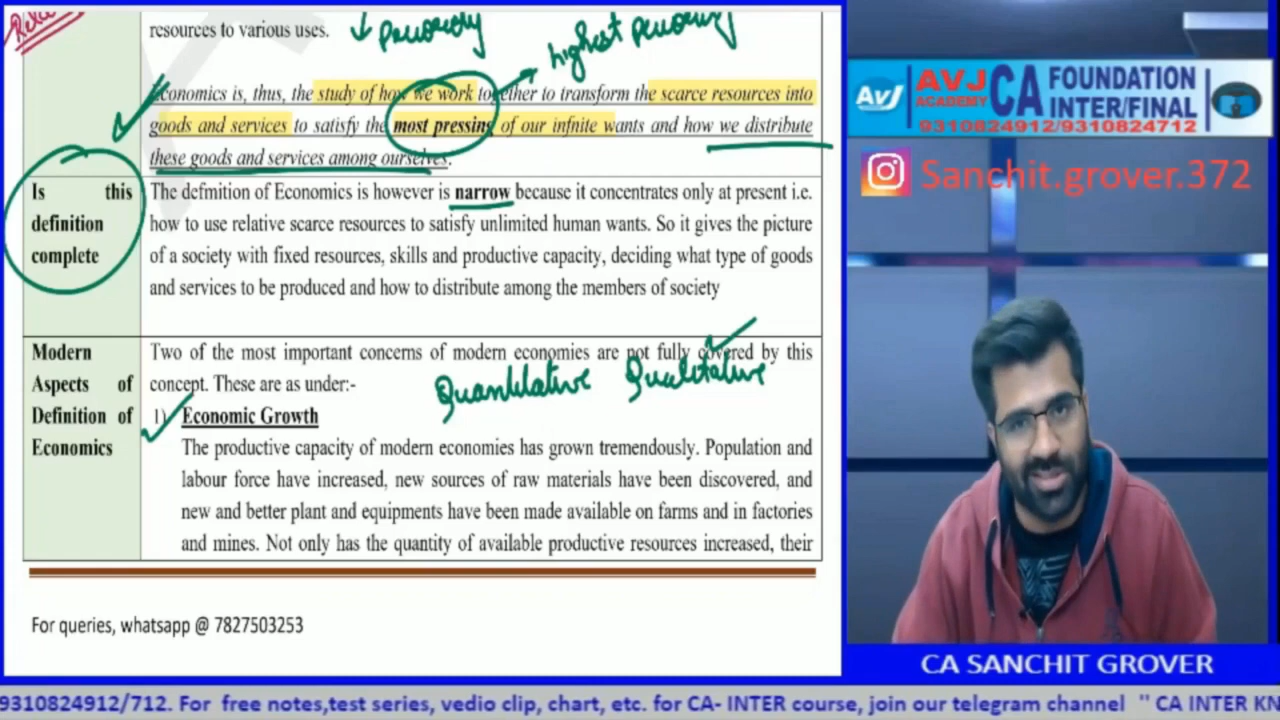 Rela
resources to various uses. ↓ priority
highest priority
Economics is, thus, the study of how we work together to transform the scarce resources into
goods and services to satisfy the most pressing of our infnite wants and how we distribute
these goods and services among ourselves.
Is this
definition
complete
The defmition of Economics is however is narrow because it concentrates only at present i.e.
how to use relative scarce resources to satisfy unlimited human wants. So it gives the picture
of a society with fixed resources, skills and productive capacity, deciding what type of goods
and services to be produced and how to distribute among the members of society
Modern
Aspects of
Definition of
Economics
Two of the most important concerns of modern economies are not fully covered by this
concept. These are as under:-
Quantitative Qualitative
1) Economic Growth
The productive capacity of modern economies has grown tremendously. Population and
labour force have increased, new sources of raw materials have been discovered, and
new and better plant and equipments have been made available on farms and in factories
and mines. Not only has the quantity of available productive resources increased, their
For queries, whatsapp @ 7827503253
AVJ
AVJ
ACADEMY
CA
FOUNDATION
INTER/FINAL
9310824912/9310824712
Sanchit.grover.372
CA SANCHIT GROVER
9310824912/712. For free notes,test series, vedio clip, chart, etc. for CA- INTER course, join our telegram channel " CA INTER KN